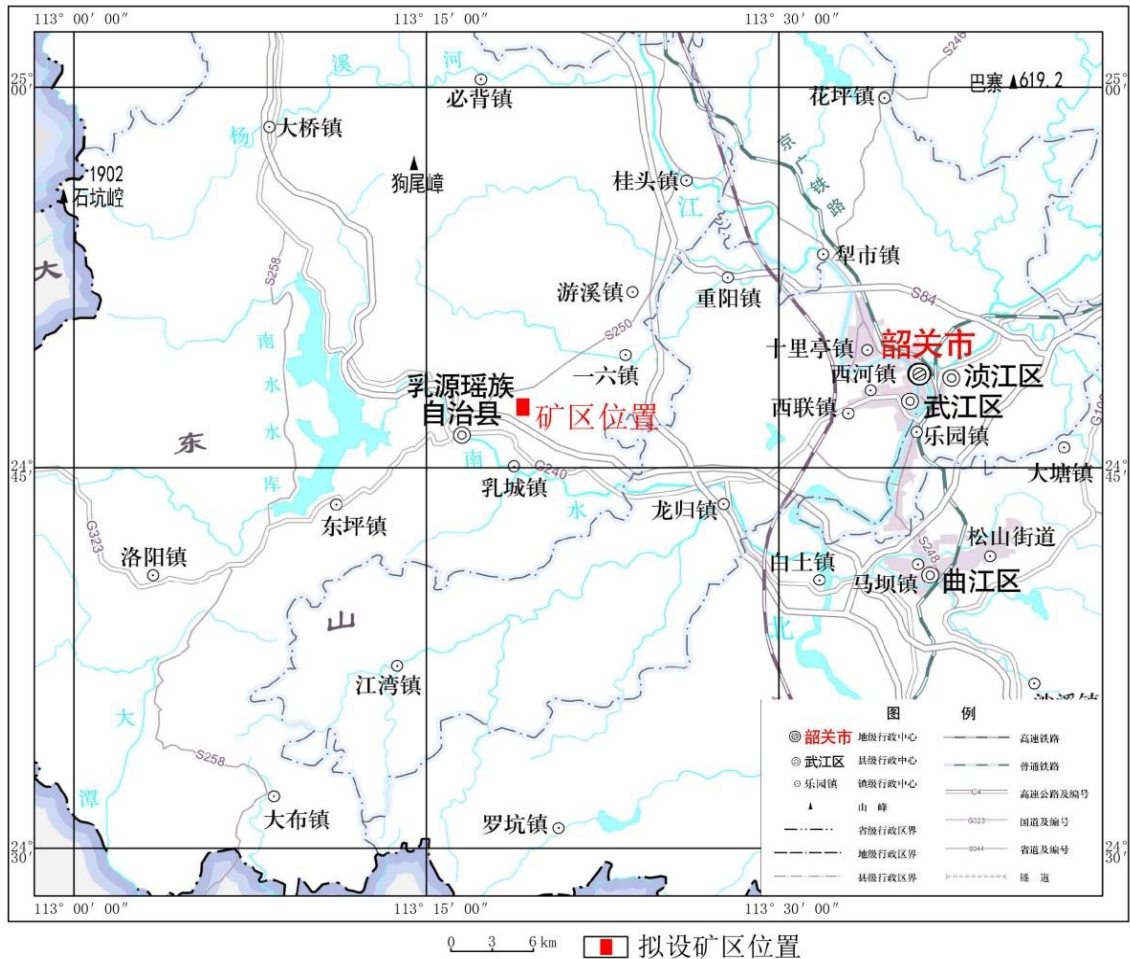 113° 00′ 00″
113° 15′ 00″
113° 30′ 00″
25°
00′
25°
00′
溪
河
必背镇
花坪镇
S246
巴寨
619.2
杨
大桥镇
京
广
铁
路
1902
石坑崆
狗尾嶂
桂头镇
江
犁市镇
大
S258
游溪镇
重阳镇
S84
S250
南
水
水
库
十里亭镇
韶关市
一六镇
西河镇
浈江区
乳源瑶族
自治县
矿区位置
西联镇
武江区
东
乐园镇
24°
45′
南
G240
大塘镇
24°
45′
乳城镇
水
东坪镇
龙归镇
G323
松山街道
洛阳镇
白土镇
S248
马坝镇
曲江区
山
北
江湾镇
大
S258
潭
大布镇
罗坑镇
图 例
韶关市 地级行政中心
高速铁路
武江区 县级行政中心
普通铁路
乐园镇 镇级行政中心
G4 高速公路及编号
山 峰
G323 国道及编号
省级行政区界
S344 省道及编号
地级行政区界
县级行政区界
隧 道
24°
30′
24°
30′
113° 00′ 00″
113° 15′ 00″
113° 30′ 00″
0 3 6 km
拟设矿区位置